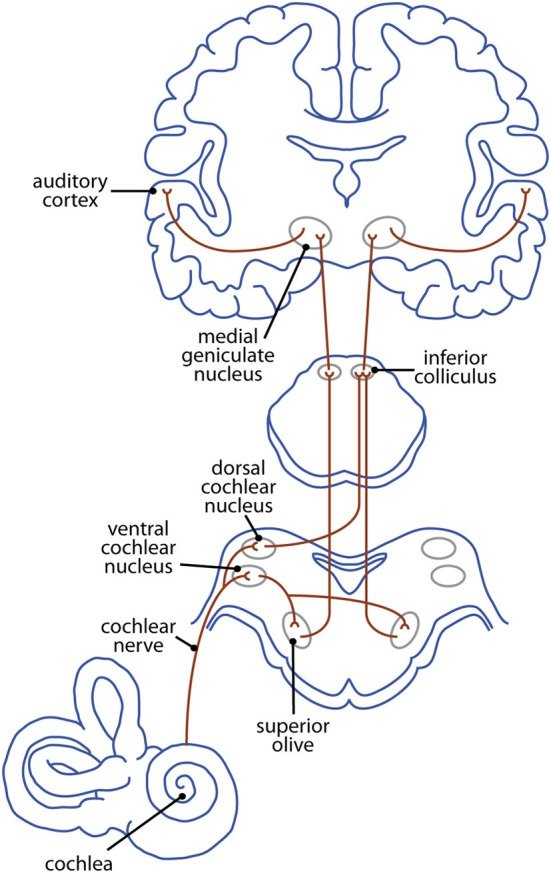 auditory
cortex
medial
geniculate
nucleus
inferior
colliculus
dorsal
cochlear
nucleus
ventral
cochlear
nucleus
cochlear
nerve
superior
olive
cochlea